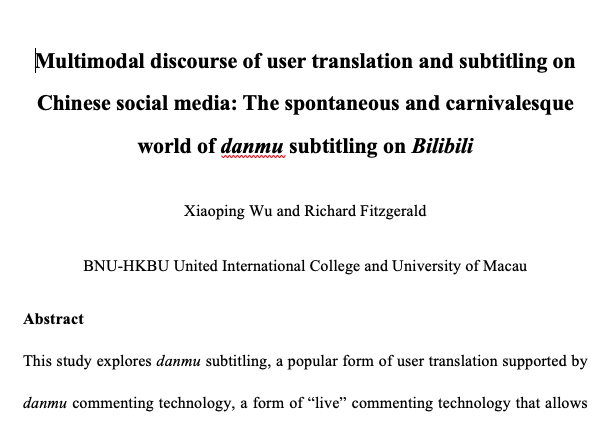 Multimodal discourse of user translation and subtitling on
Chinese social media: The spontaneous and carnivalesque
world of danmu subtitling on Bilibili
Xiaoping Wu and Richard Fitzgerald
BNU-HKBU United International College and University of Macau
Abstract
This study explores danmu subtitling, a popular form of user translation supported by
danmu commenting technology, a form of “live” commenting technology that allows